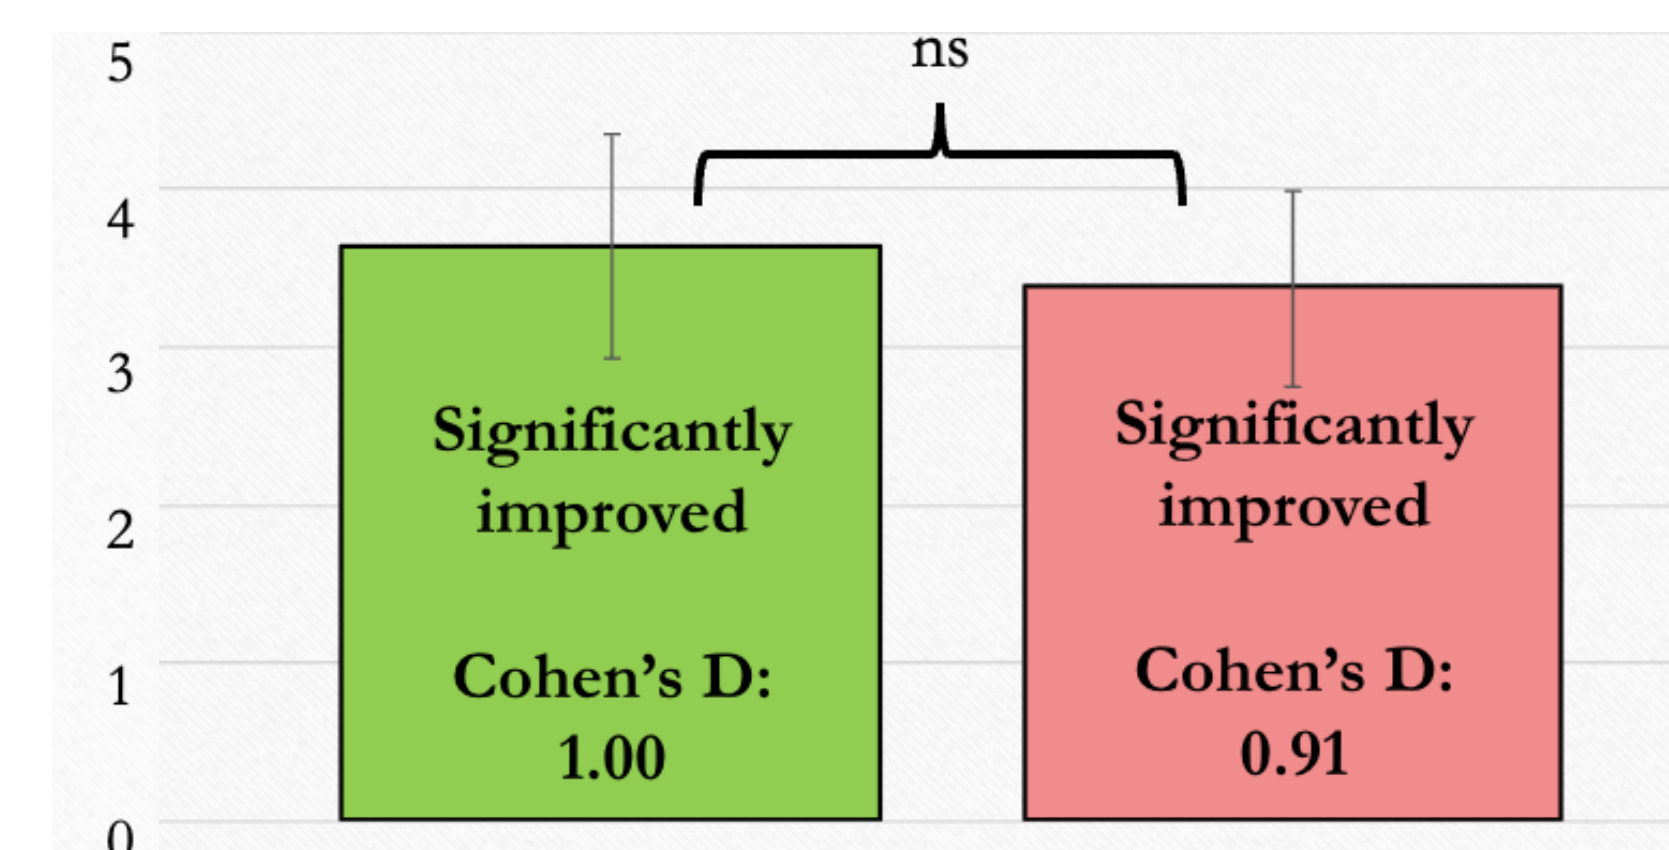 5
ns
4
3
Significantly
improved
Significantly
improved
2
1
Cohen’s D:
1.00
Cohen’s D:
0.91
0